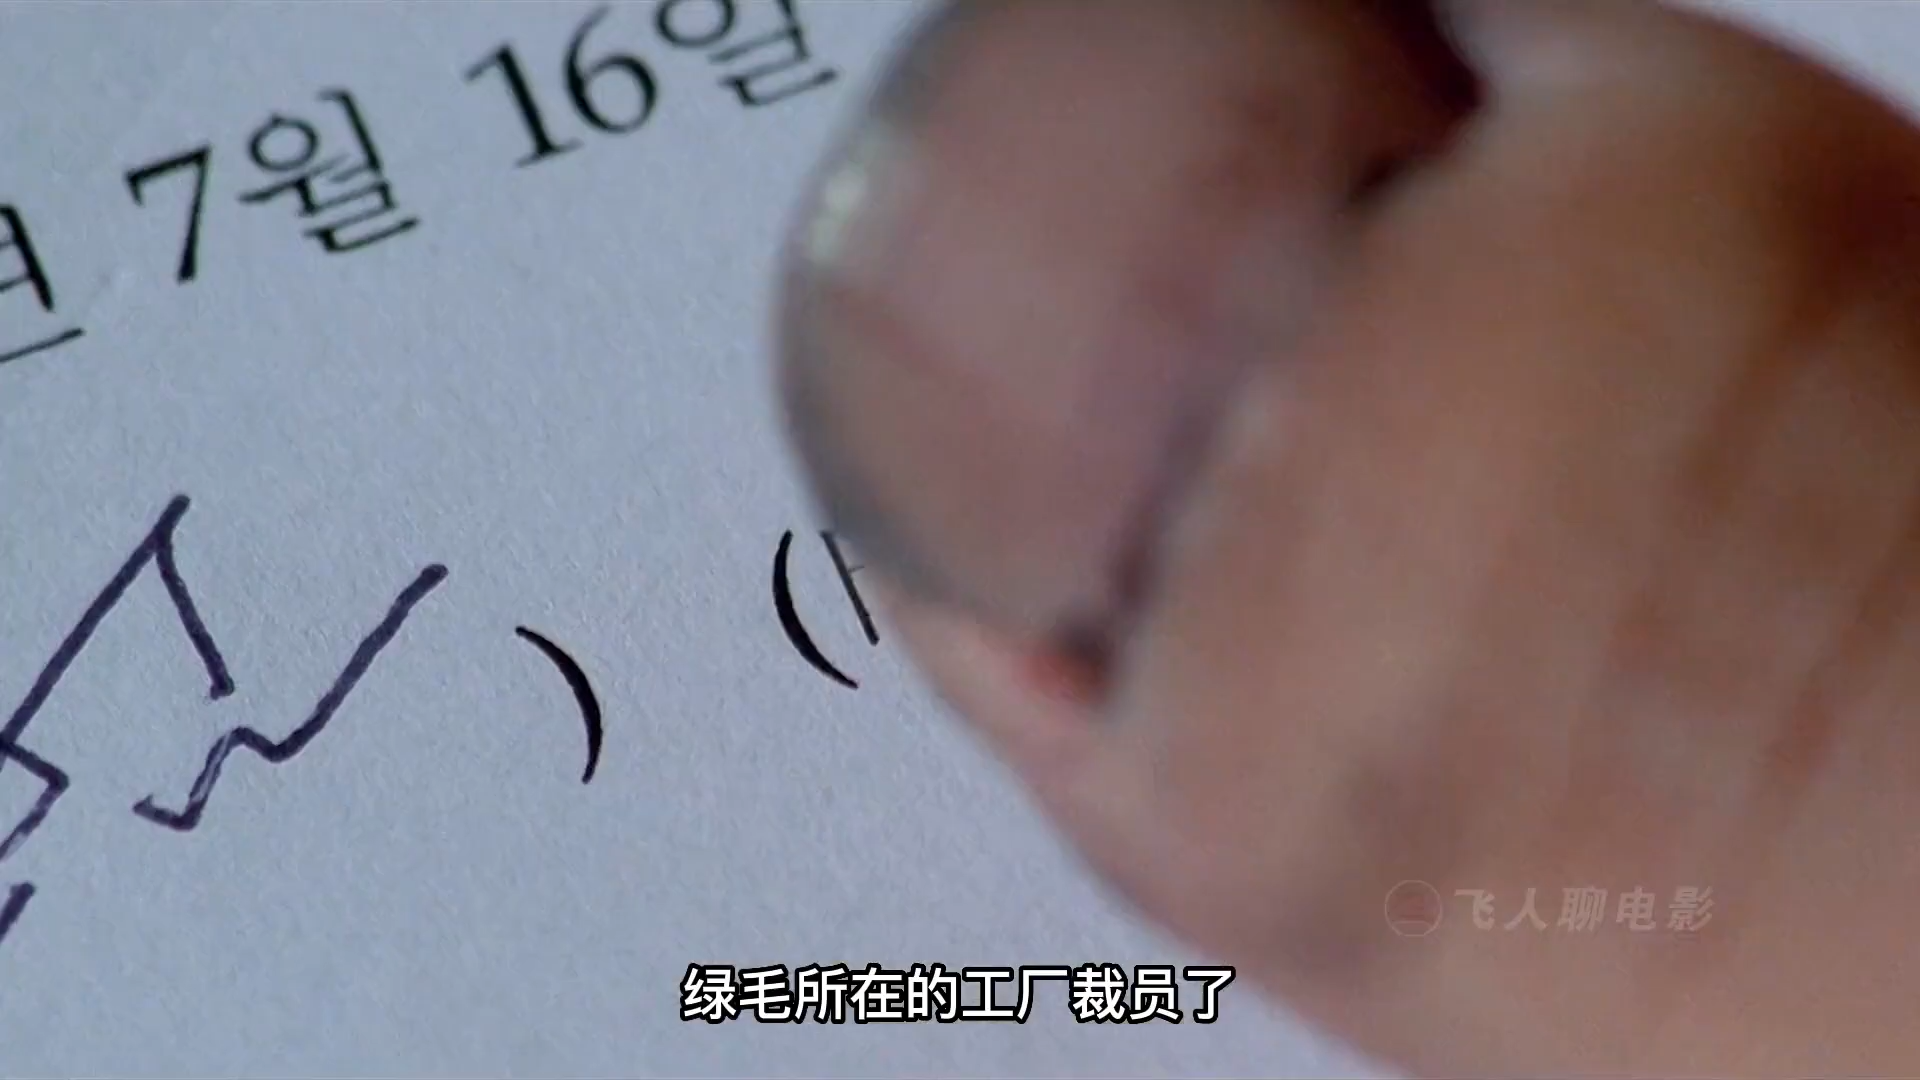 7월 16일
( )
飞人聊电影
绿毛所在的工厂裁员了